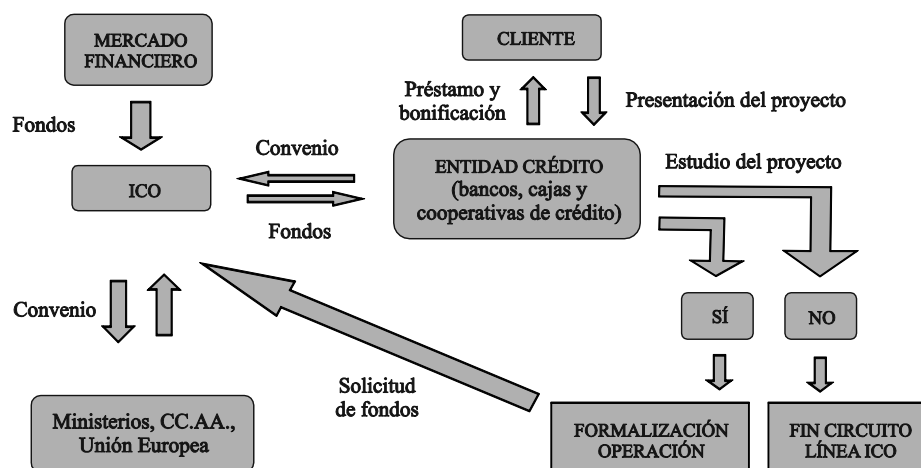 MERCADO
FINANCIERO
CLIENTE
Préstamo y
bonificación
Presentación del proyecto
Fondos
Convenio
ENTIDAD CRÉDITO
(bancos, cajas y
cooperativas de crédito)
Estudio del proyecto
ICO
Fondos
Convenio
SÍ
NO
Solicitud
de fondos
Ministerios, CC.AA.,
Unión Europea
FORMALIZACIÓN
OPERACIÓN
FIN CIRCUITO
LÍNEA ICO